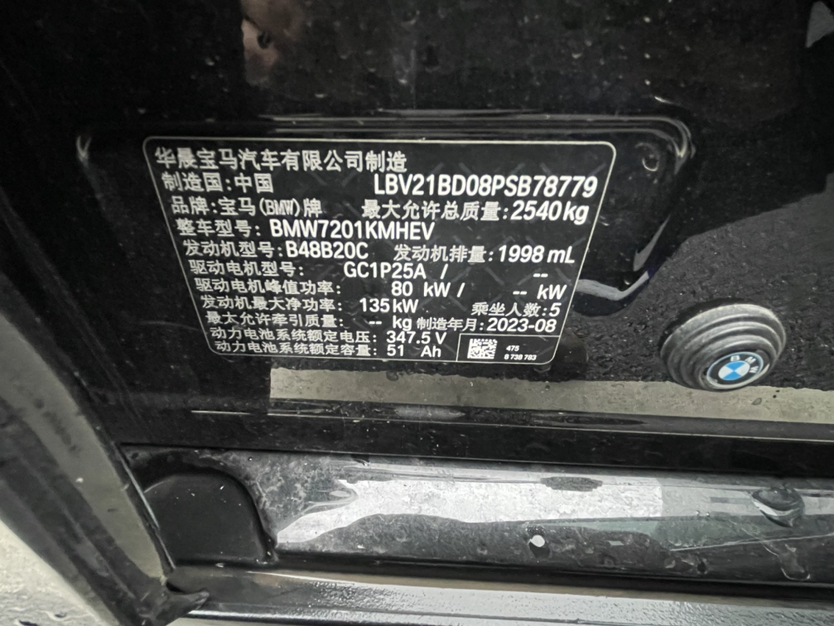 华晨宝马汽车有限公司制造
制造国:中国 LBV21BD08PSB78779
品牌:宝马(BMW)牌 最大允许总质量:2540kg
整车型号: BMW7201KMHEV
发动机型号:B48B20C 发动机排量:1998 mL
驱动电机型号: GC1P25A / --
驱动电机峰值功率: 80 kW / -- kW
发动机最大净功率: 135kW 乘坐人数:5
最大允许牵引质量: -- kg 制造年月:2023-08
动力电池系统额定电压: 347.5 V
动力电池系统额定容量: 51 Ah
475
8 738 783
BMW